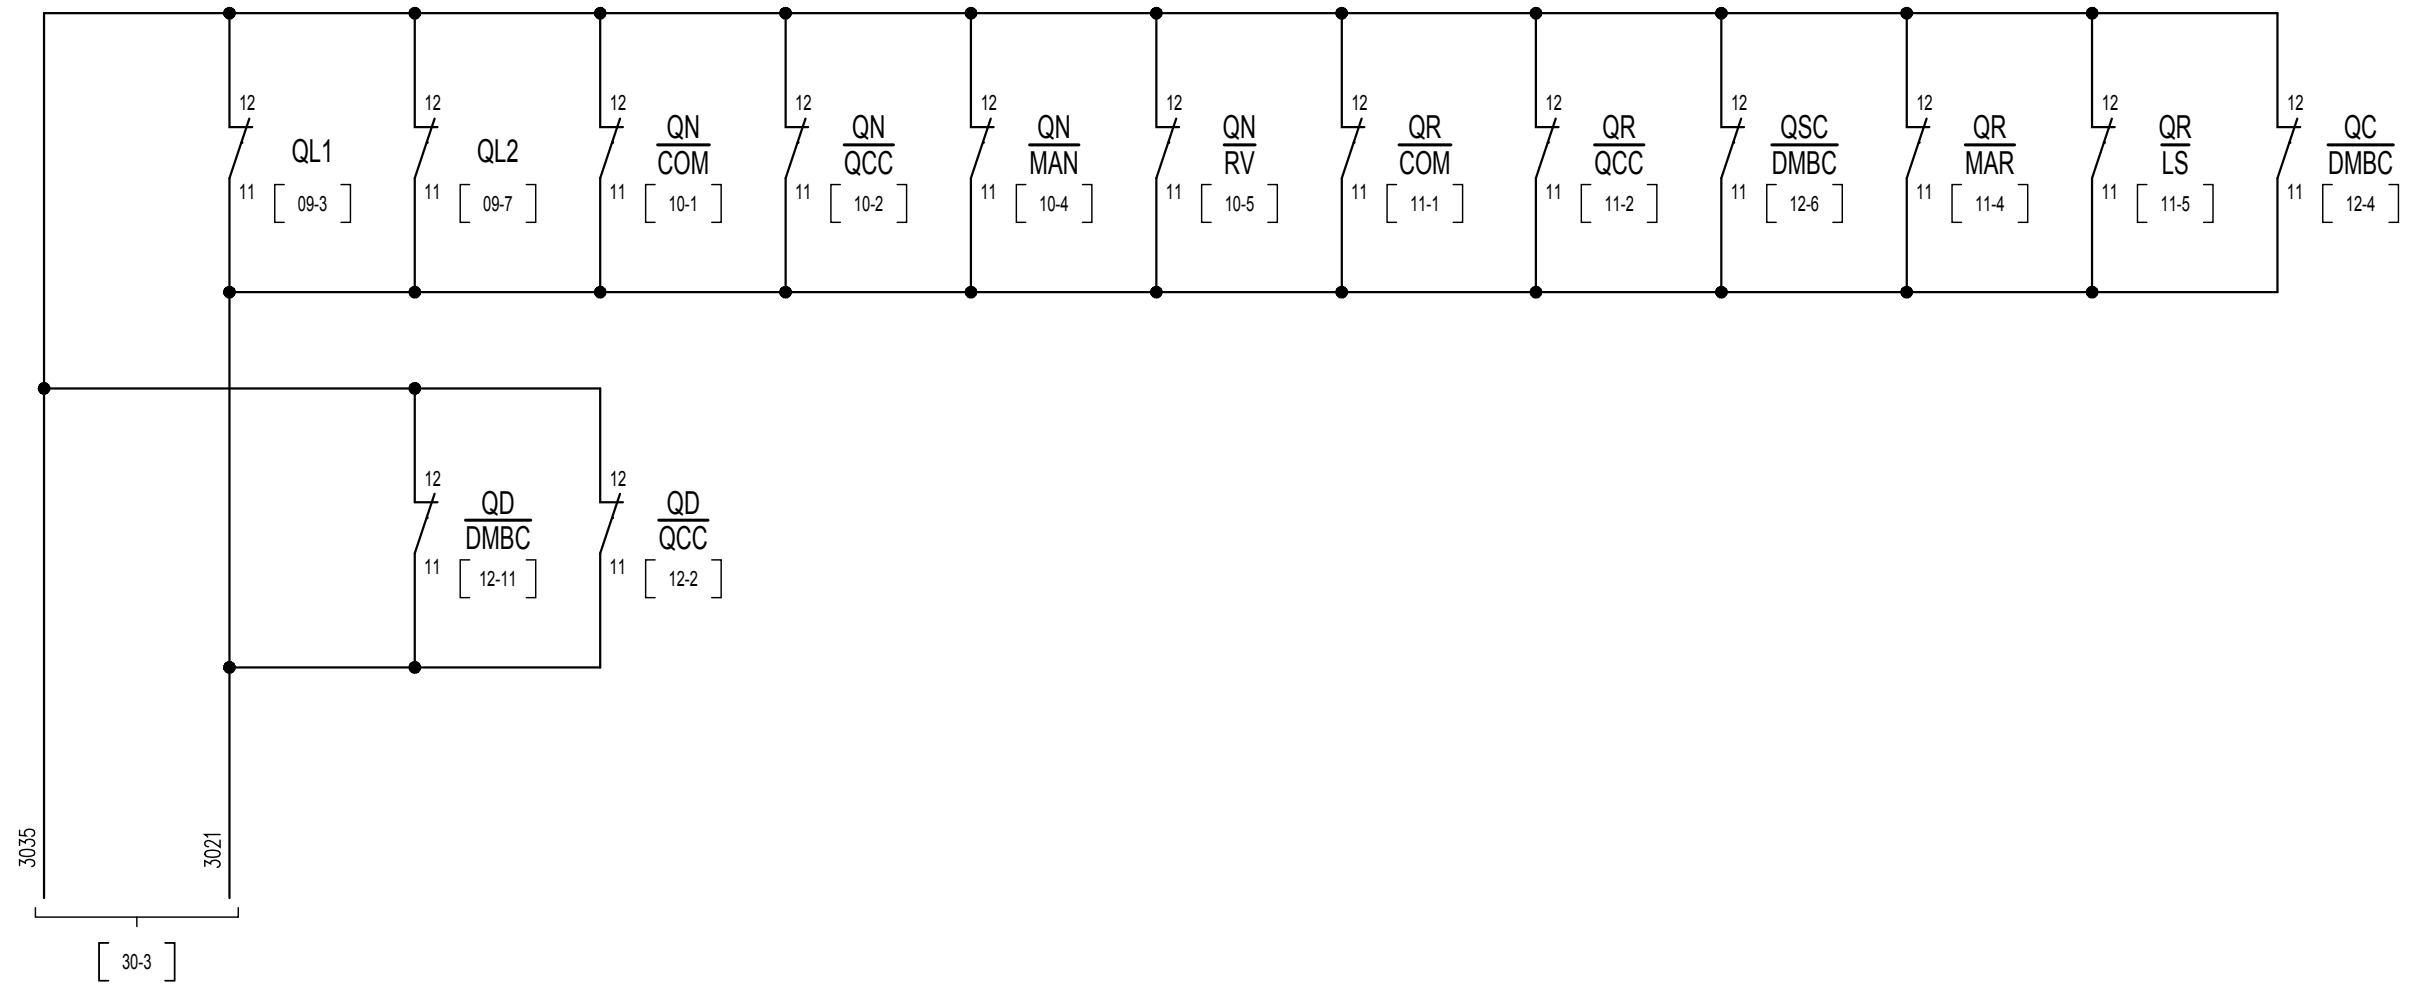 12 12 12 12 12 12 12 12 12 12 12 12
QL1 QL2 QN QN QN QN QR QR QSC QR QR QC
COM QCC MAN RV COM QCC DMBC MAR LS DMBC
11 11 11 11 11 11 11 11 11 11 11 11
09-3 09-7 10-1 10-2 10-4 10-5 11-1 11-2 12-6 11-4 11-5 12-4
12 12
QD QD
DMBC QCC
11 11
12-11 12-2
3035 3021
30-3